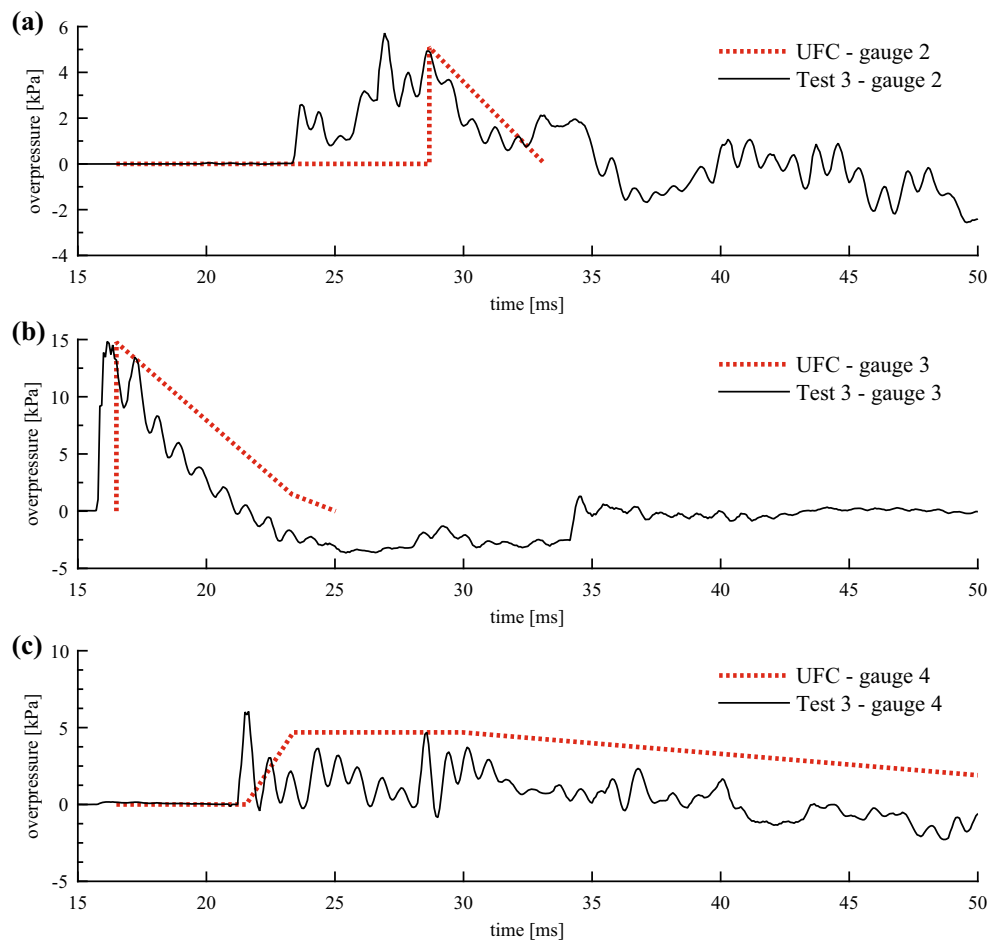 (a)
overpressure [kPa]
6
4
2
0
-2
-4
UFC - gauge 2
Test 3 - gauge 2
15 20 25 30 35 40 45 50
time [ms]
(b)
overpressure [kPa]
15
10
5
0
-5
UFC - gauge 3
Test 3 - gauge 3
15 20 25 30 35 40 45 50
time [ms]
(c)
overpressure [kPa]
10
5
0
-5
UFC - gauge 4
Test 3 - gauge 4
15 20 25 30 35 40 45 50
time [ms]